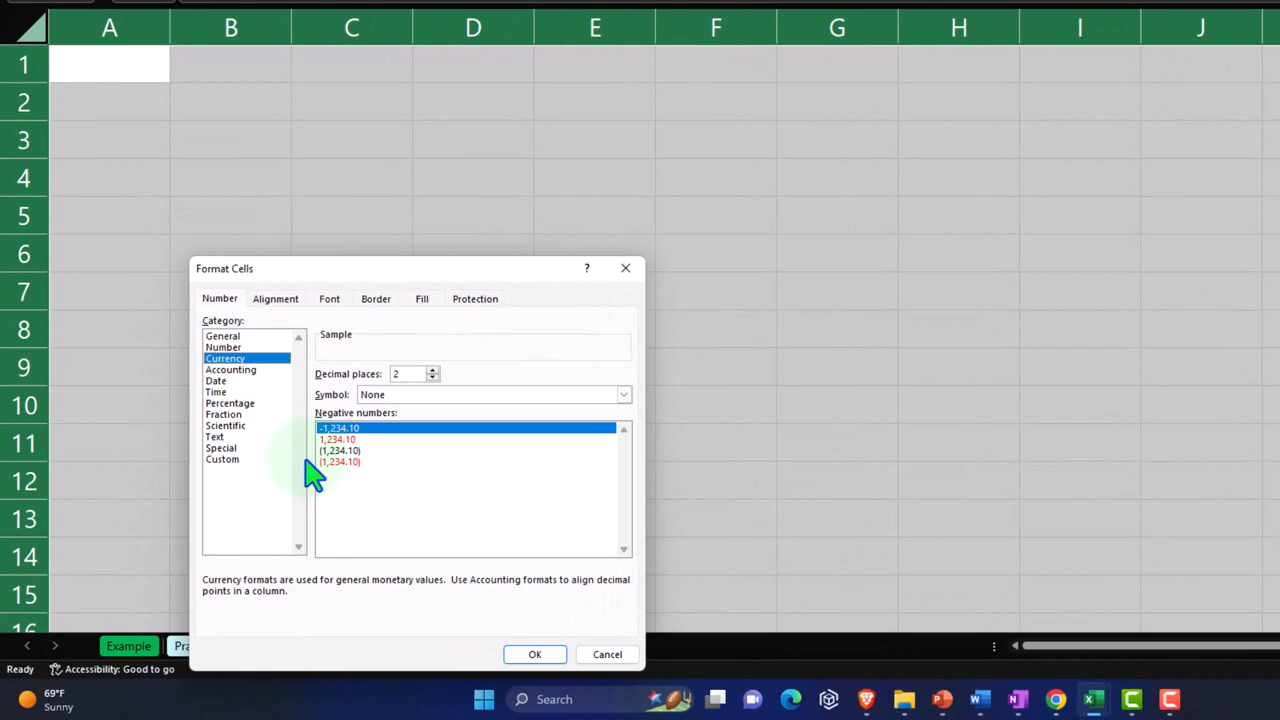 A B C D E F G H I J
1
2
3
4
5
6
7
8
9
10
11
12
13
14
15
16
Format Cells ?
Number Alignment Font Border Fill Protection
Category:
General
Number
Currency
Accounting
Date
Time
Percentage
Fraction
Scientific
Text
Special
Custom
Sample
Decimal places: 2
Symbol: None
Negative numbers:
-1,234.10
1,234.10
(1,234.10)
(1,234.10)
Currency formats are used for general monetary values. Use Accounting formats to align decimal
points in a column.
OK Cancel
Example Pra
Ready Accessibility: Good to go
69°F
Sunny
Search